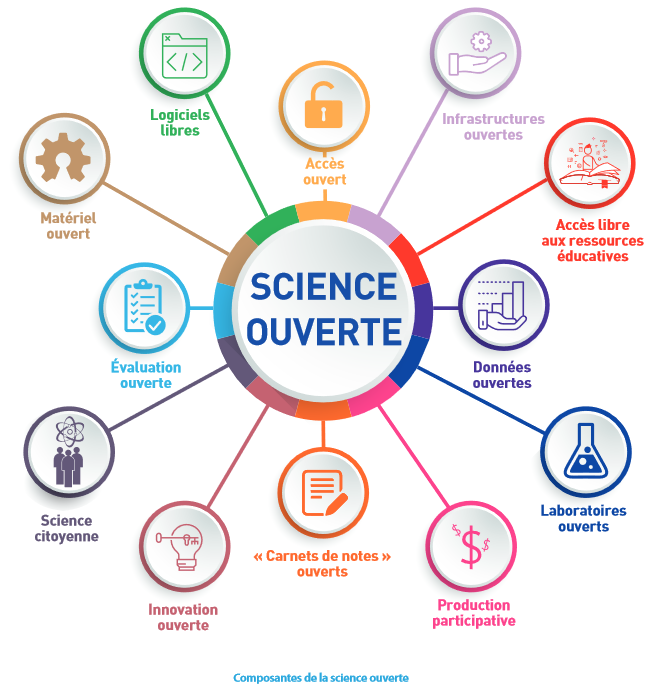 Logiciels
libres
Accès
ouvert
Infrastructures
ouvertes
Matériel
ouvert
Accès libre
aux ressources
éducatives
SCIENCE
OUVERTE
Évaluation
ouverte
Données
ouvertes
Science
citoyenne
Laboratoires
ouverts
« Carnets de notes »
ouverts
Innovation
ouverte
Production
participative
Composantes de la science ouverte